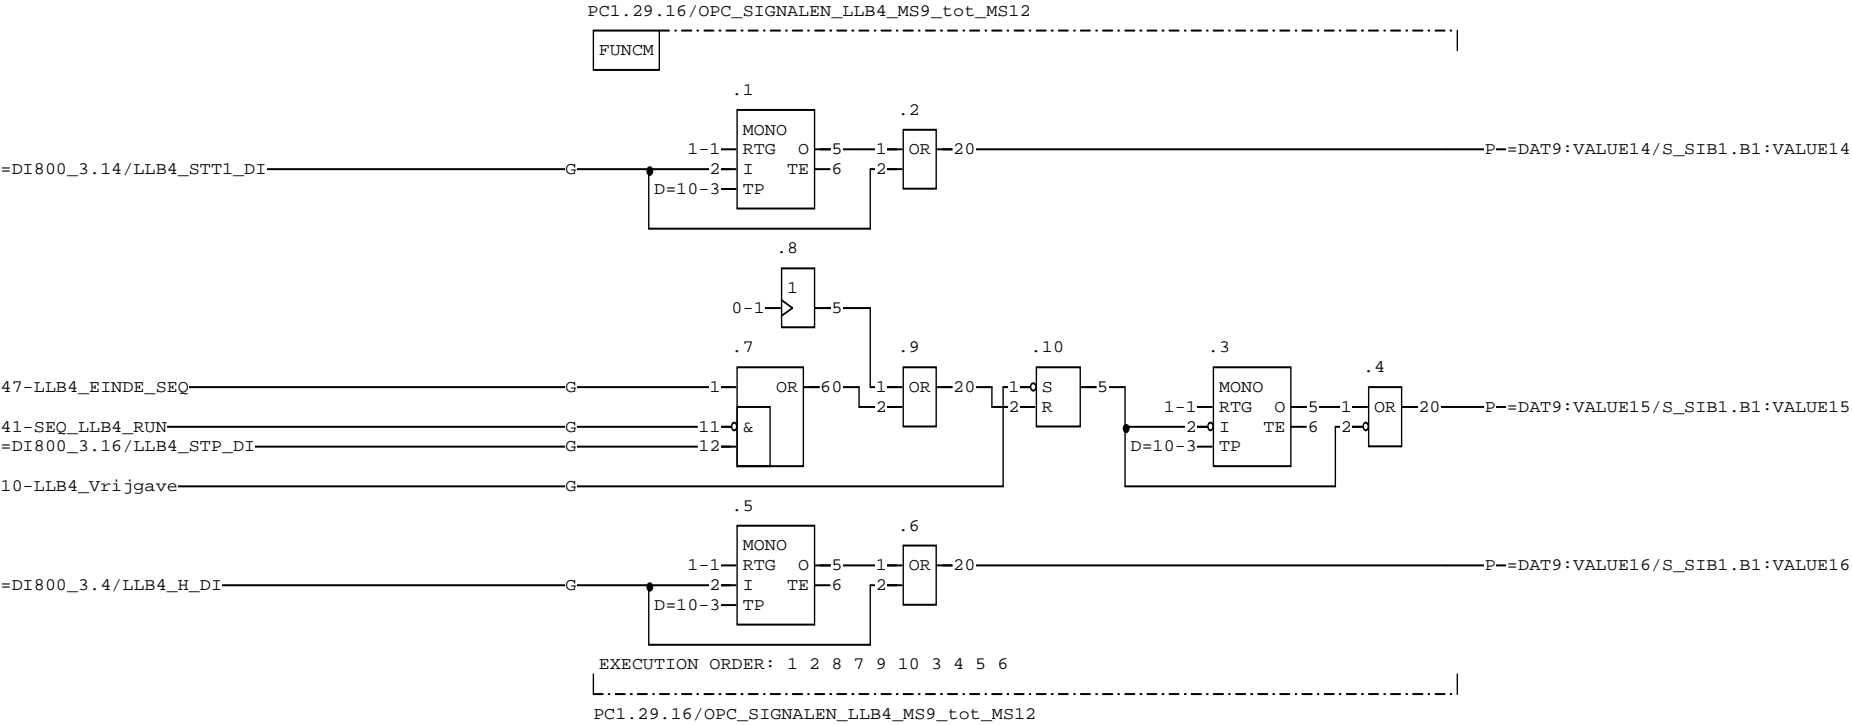 PC1.29.16/OPC_SIGNALEN_LLB4_MS9_tot_MS12
FUNCM
.1
.2
MONO
1-1 RTG O 5 1 OR 20 P =DAT9:VALUE14/S_SIB1.B1:VALUE14
=DI800_3.14/LLB4_STT1_DI G 2 I TE 6 2
D=10-3 TP
.8
1
0-1 5
.7 .9 .10 .3
.4
47-LLB4_EINDE_SEQ G 1 OR 60 1 OR 20 1 S 5 MONO
2 2 R 1-1 RTG O 5 1 OR 20 P =DAT9:VALUE15/S_SIB1.B1:VALUE15
41-SEQ_LLB4_RUN G 11 & 2 I TE 6 2
=DI800_3.16/LLB4_STP_DI G 12 D=10-3 TP
10-LLB4_Vrijgave G
.5
.6
MONO
1-1 RTG O 5 1 OR 20 P =DAT9:VALUE16/S_SIB1.B1:VALUE16
=DI800_3.4/LLB4_H_DI G 2 I TE 6 2
D=10-3 TP
EXECUTION ORDER: 1 2 8 7 9 10 3 4 5 6
PC1.29.16/OPC_SIGNALEN_LLB4_MS9_tot_MS12